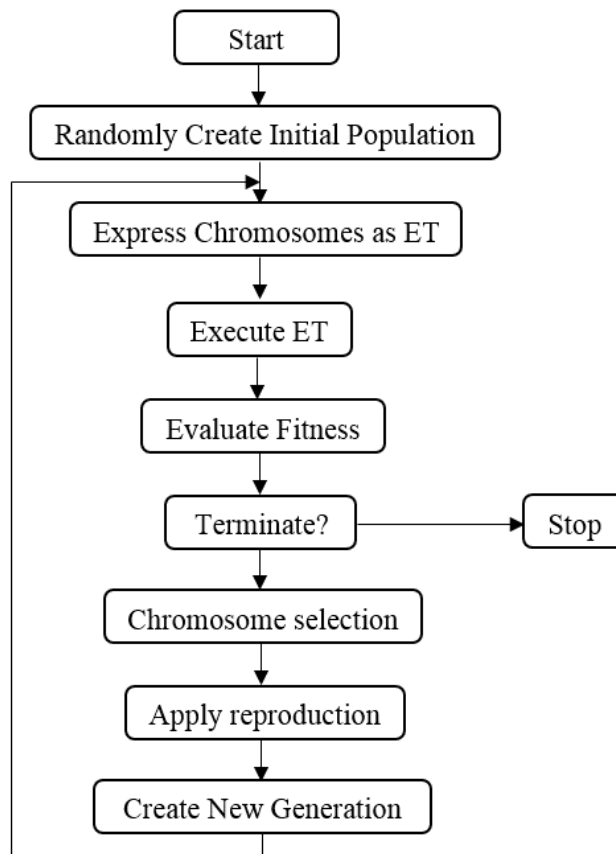 Start
Randomly Create Initial Population
Express Chromosomes as ET
Execute ET
Evaluate Fitness
Terminate?
Stop
Chromosome selection
Apply reproduction
Create New Generation